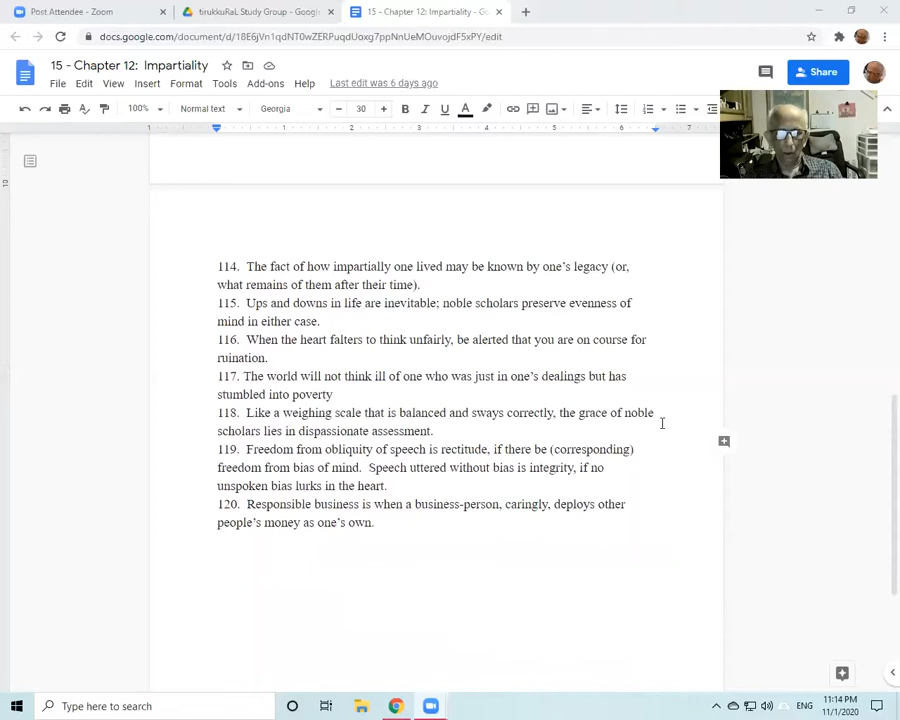 Post Attendee - Zoom
tirukkuRaL Study Group - Googl
15 - Chapter 12: Impartiality - Go
docs.google.com/document/d/18E6jVn1qdNT0wZERPuqdUoxg7ppNnUeMOuvojdF5xPY/edit
15 - Chapter 12: Impartiality
File Edit View Insert Format Tools Add-ons Help Last edit was 6 days ago
Share
100% Normal text Georgia 30 B I U A
1 1 2 3 4 5 6 7
10
114. The fact of how impartially one lived may be known by one's legacy (or,
what remains of them after their time).
115. Ups and downs in life are inevitable; noble scholars preserve evenness of
mind in either case.
116. When the heart falters to think unfairly, be alerted that you are on course for
ruination.
117. The world will not think ill of one who was just in one's dealings but has
stumbled into poverty
118. Like a weighing scale that is balanced and sways correctly, the grace of noble
scholars lies in dispassionate assessment.
119. Freedom from obliquity of speech is rectitude, if there be (corresponding)
freedom from bias of mind. Speech uttered without bias is integrity, if no
unspoken bias lurks in the heart.
120. Responsible business is when a business-person, caringly, deploys other
people's money as one's own.
Type here to search
ENG
11:14 PM
11/1/2020